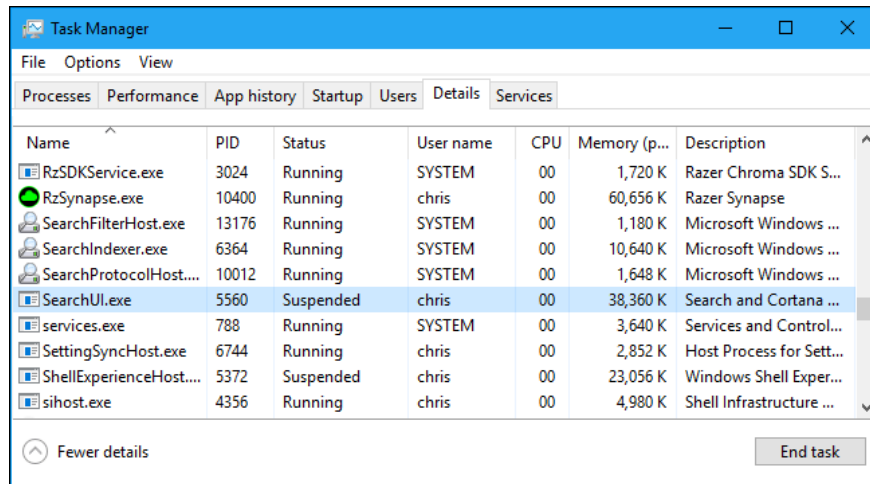 Task Manager
File Options View
Processes Performance App history Startup Users Details Services
Name PID Status User name CPU Memory (p... Description
RzSDKService.exe 3024 Running SYSTEM 00 1,720 K Razer Chroma SDK S...
RzSynapse.exe 10400 Running chris 00 60,656 K Razer Synapse
SearchFilterHost.exe 13176 Running SYSTEM 00 1,180 K Microsoft Windows ...
SearchIndexer.exe 6364 Running SYSTEM 00 10,640 K Microsoft Windows ...
SearchProtocolHost.... 10012 Running SYSTEM 00 1,648 K Microsoft Windows ...
SearchUI.exe 5560 Suspended chris 00 38,360 K Search and Cortana ...
services.exe 788 Running SYSTEM 00 3,640 K Services and Control...
SettingSyncHost.exe 6744 Running chris 00 2,852 K Host Process for Sett...
ShellExperienceHost.... 5372 Suspended chris 00 23,056 K Windows Shell Exper...
sihost.exe 4356 Running chris 00 4,980 K Shell Infrastructure ...
Fewer details End task